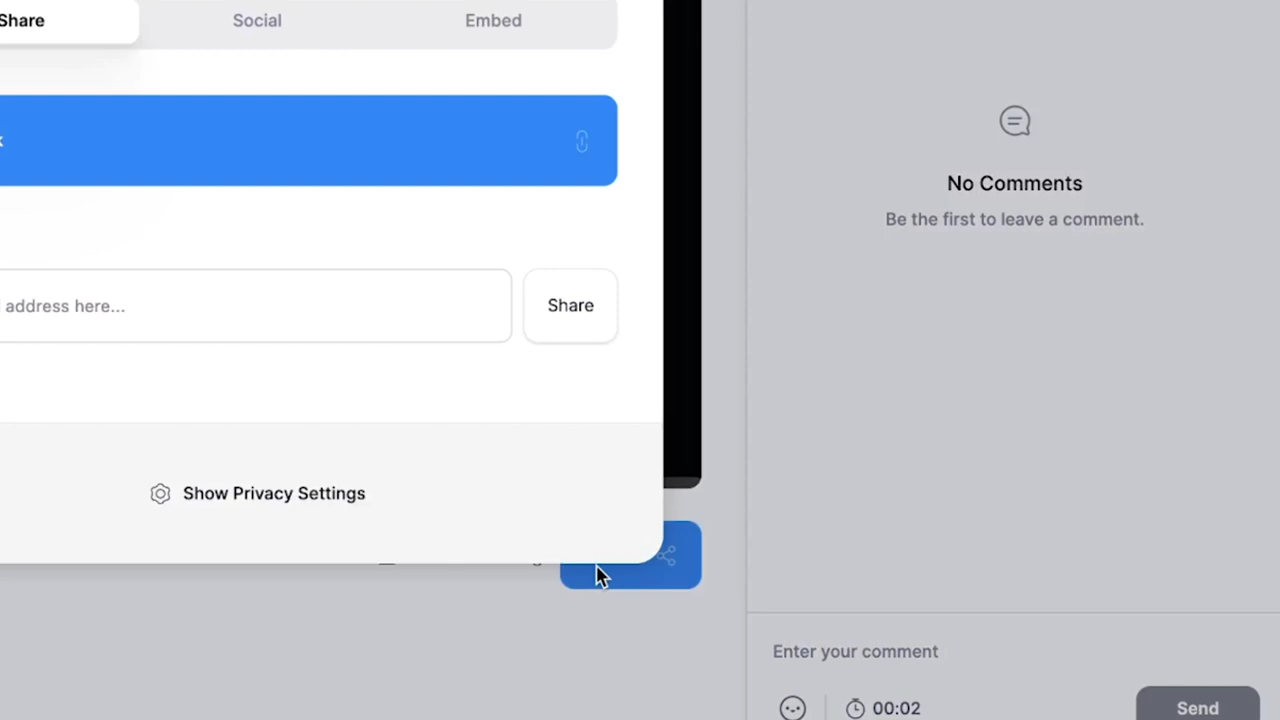 Share
Social
Embed
address here...
Share
Show Privacy Settings
No Comments
Be the first to leave a comment.
Enter your comment
00:02
Send